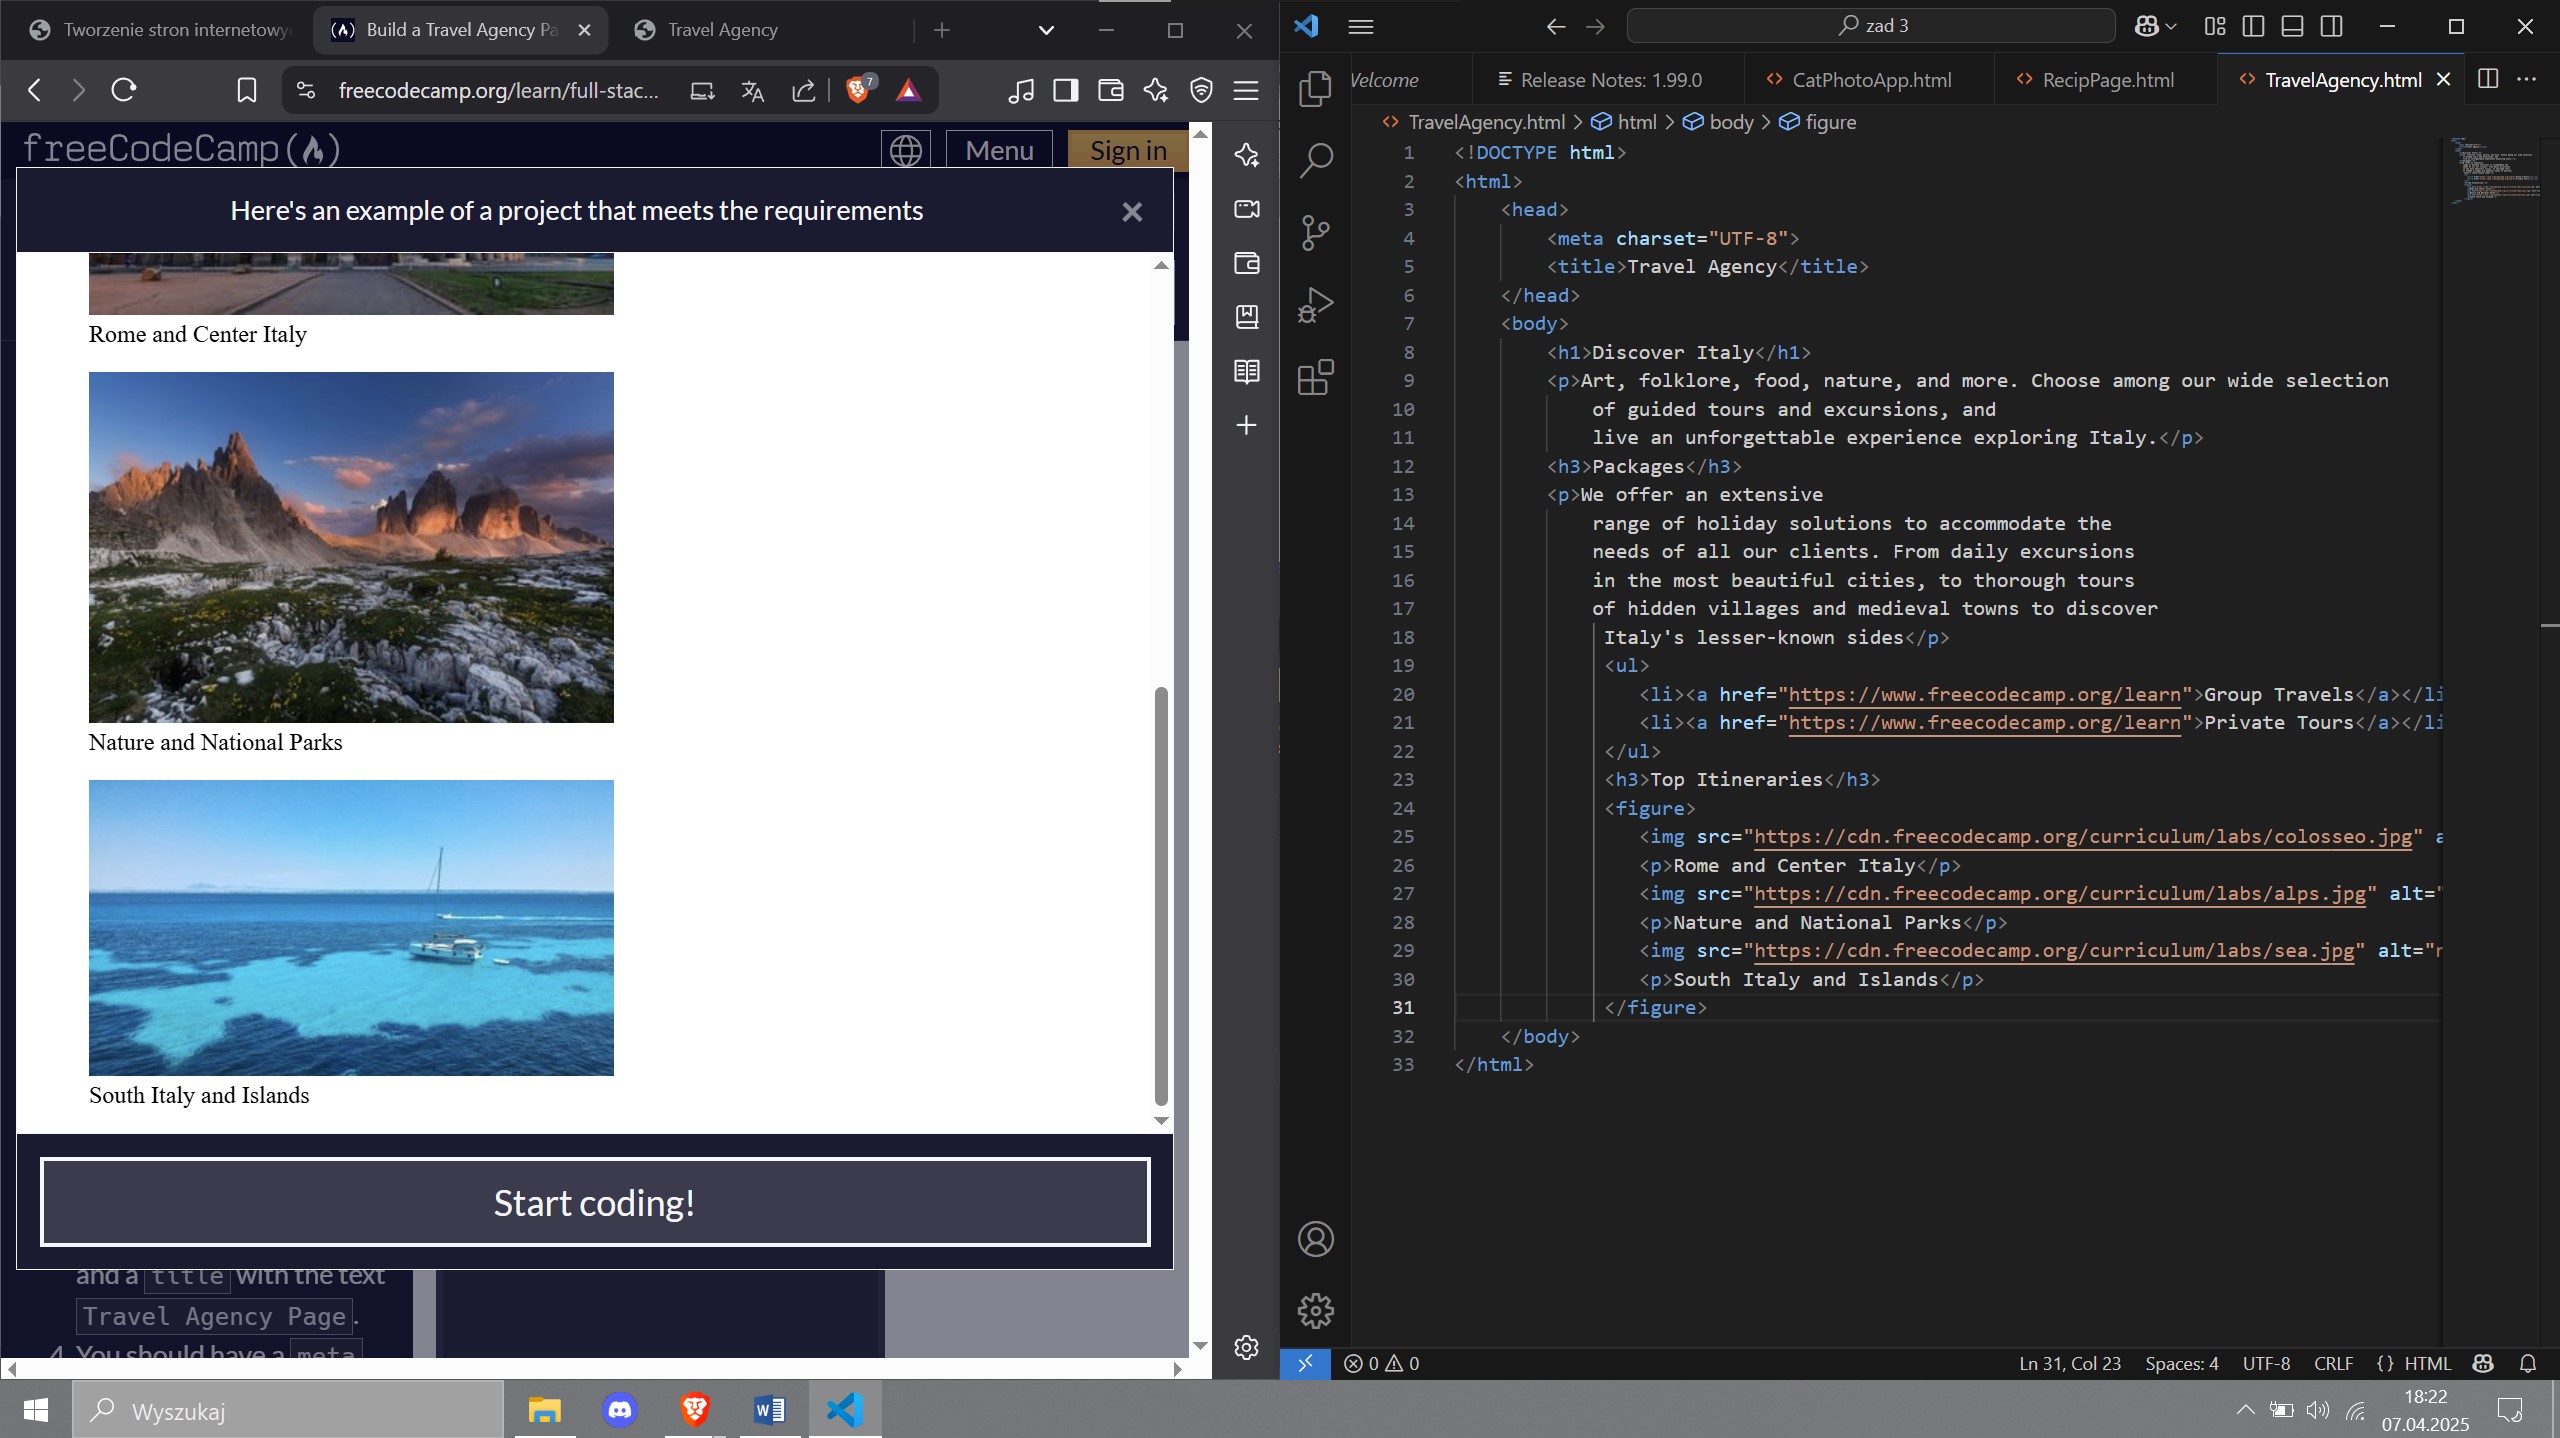 Tworzenie stron internetowy
Build a Travel Agency Pa
Travel Agency
freecodecamp.org/learn/full-stac...
7
freeCodeCamp
Menu
Sign in
Here's an example of a project that meets the requirements
Rome and Center Italy
Nature and National Parks
South Italy and Islands
Start coding!
and a title with the text
Travel Agency Page.
4. You should have a meta
zad 3
Welcome
Release Notes: 1.99.0
CatPhotoApp.html
RecipPage.html
TravelAgency.html
TravelAgency.html > html > body > figure
1 <!DOCTYPE html>
2 <html>
3 <head>
4 <meta charset="UTF-8">
5 <title>Travel Agency</title>
6 </head>
7 <body>
8 <h1>Discover Italy</h1>
9 <p>Art, folklore, food, nature, and more. Choose among our wide selection
10 of guided tours and excursions, and
11 live an unforgettable experience exploring Italy.</p>
12 <h3>Packages</h3>
13 <p>We offer an extensive
14 range of holiday solutions to accommodate the
15 needs of all our clients. From daily excursions
16 in the most beautiful cities, to thorough tours
17 of hidden villages and medieval towns to discover
18 Italy's lesser-known sides</p>
19 <ul>
20 <li><a href="https://www.freecodecamp.org/learn">Group Travels</a></li
21 <li><a href="https://www.freecodecamp.org/learn">Private Tours</a></li
22 </ul>
23 <h3>Top Itineraries</h3>
24 <figure>
25 <img src="https://cdn.freecodecamp.org/curriculum/labs/colosseo.jpg" a
26 <p>Rome and Center Italy</p>
27 <img src="https://cdn.freecodecamp.org/curriculum/labs/alps.jpg" alt="
28 <p>Nature and National Parks</p>
29 <img src="https://cdn.freecodecamp.org/curriculum/labs/sea.jpg" alt="r
30 <p>South Italy and Islands</p>
31 </figure>
32 </body>
33 </html>
0 0
Ln 31, Col 23
Spaces: 4
UTF-8
CRLF
{} HTML
Wyszukaj
18:22
07.04.2025